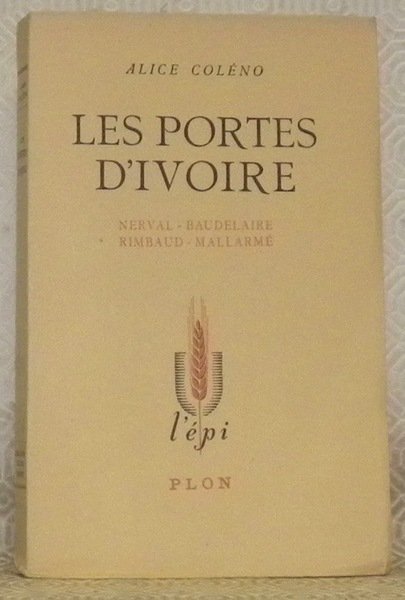 ALICE COLÉNO
LES PORTES
D'IVOIRE
NERVAL - BAUDELAIRE
RIMBAUD - MALLARMÉ
l'épi
PLON